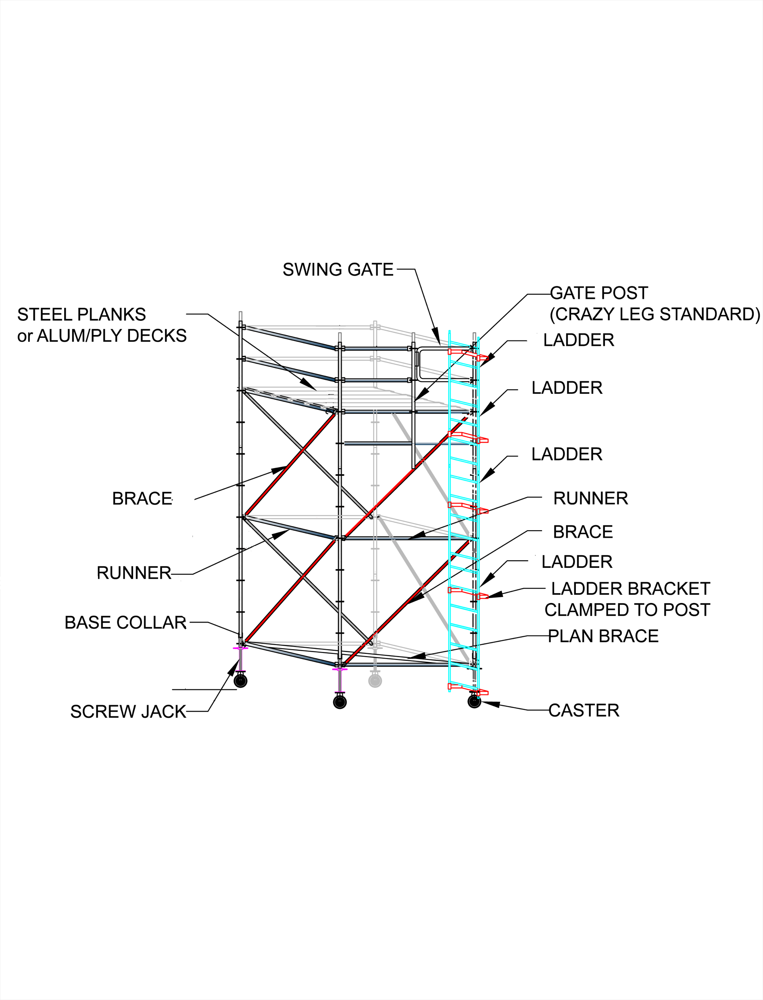 SWING GATE
GATE POST
(CRAZY LEG STANDARD)
STEEL PLANKS
or ALUM/PLY DECKS
LADDER
LADDER
LADDER
BRACE
RUNNER
BRACE
LADDER
RUNNER
LADDER BRACKET
CLAMPED TO POST
BASE COLLAR
PLAN BRACE
SCREW JACK
CASTER